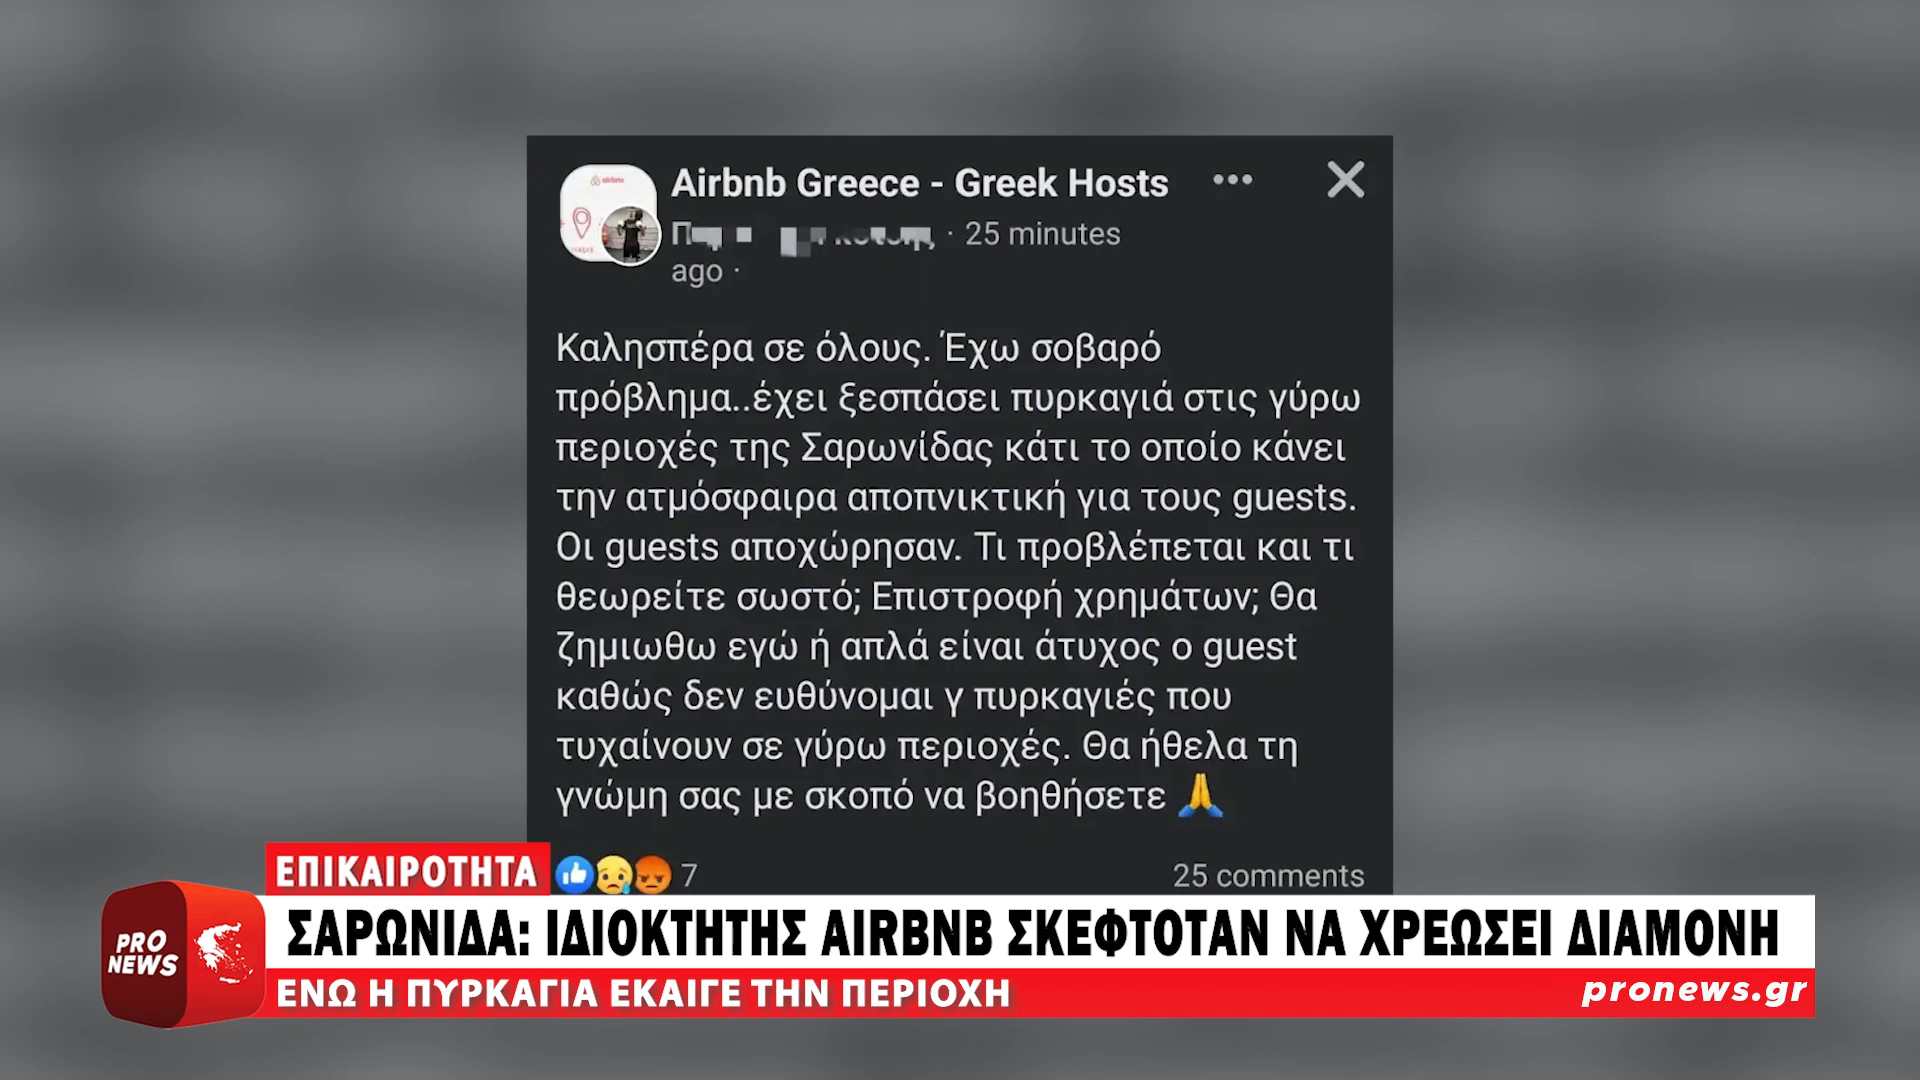 Airbnb Greece - Greek Hosts
· 25 minutes
ago ·
Καλησπέρα σε όλους. Έχω σοβαρό
πρόβλημα..έχει ξεσπάσει πυρκαγιά στις γύρω
περιοχές της Σαρωνίδας κάτι το οποίο κάνει
την ατμόσφαιρα αποπνικτική για τους guests.
Οι guests αποχώρησαν. Τι προβλέπεται και τι
θεωρείτε σωστό; Επιστροφή χρημάτων; Θα
ζημιωθω εγώ ή απλά είναι άτυχος ο guest
καθώς δεν ευθύνομαι γ πυρκαγιές που
τυχαίνουν σε γύρω περιοχές. Θα ήθελα τη
γνώμη σας με σκοπό να βοηθήσετε 🙏
7
25 comments
ΕΠΙΚΑΙΡΟΤΗΤΑ
PRO
NEWS
ΣΑΡΩΝΙΔΑ: ΙΔΙΟΚΤΗΤΗΣ AIRBNB ΣΚΕΦΤΟΤΑΝ ΝΑ ΧΡΕΩΣΕΙ ΔΙΑΜΟΝΗ
ΕΝΩ Η ΠΥΡΚΑΓΙΑ ΕΚΑΙΓΕ ΤΗΝ ΠΕΡΙΟΧΗ
pronews.gr